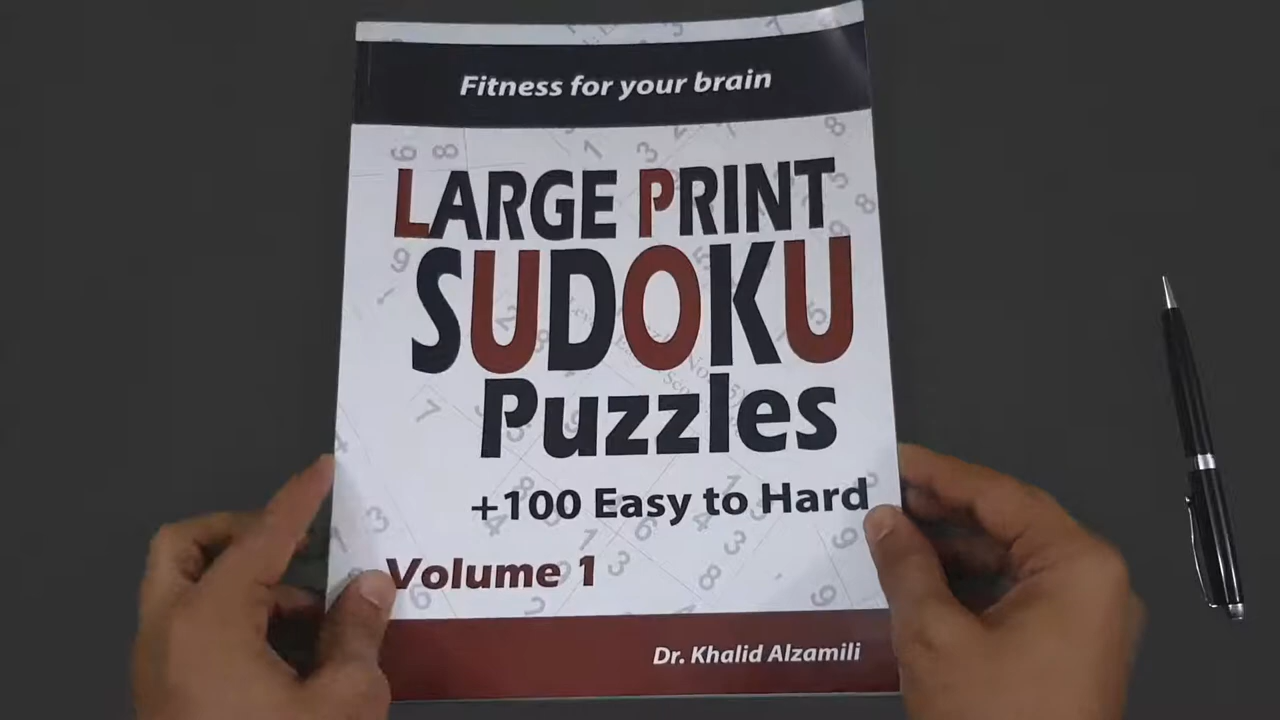 Fitness for your brain
LARGE PRINT
SUDOKU
Puzzles
+100 Easy to Hard
Volume 1
Dr. Khalid Alzamili